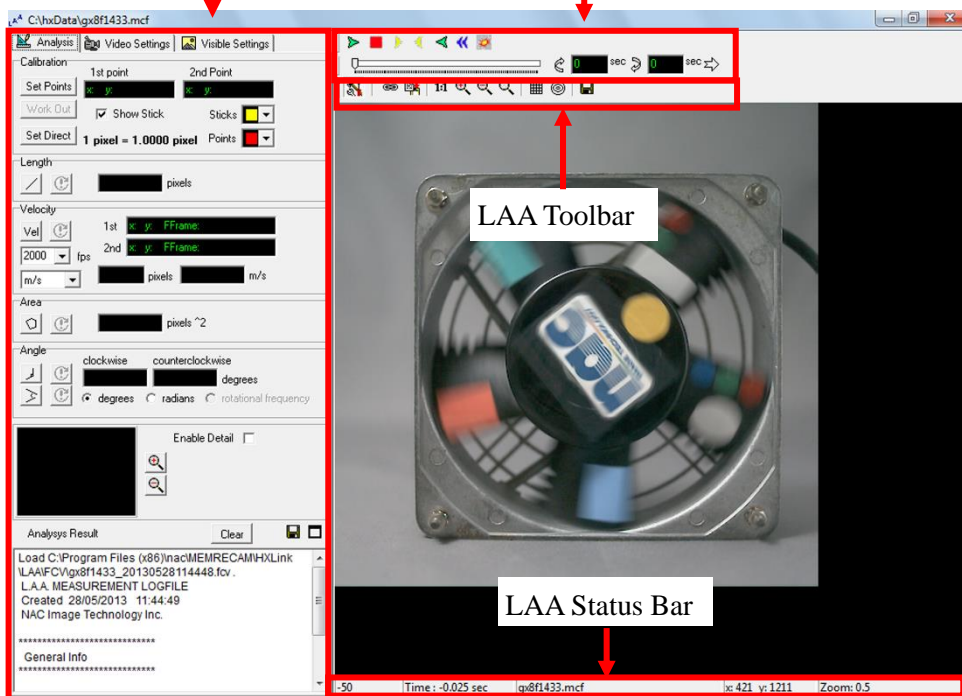 C:\hxData\gx8f1433.mcf
Analysis Video Settings Visible Settings
Calibration
1st point 2nd Point
Set Points x: y: x: y:
Work Out Show Stick Sticks
Set Direct 1 pixel = 1.0000 pixel Points
Length
pixels
Velocity
Vel 1st x: y: FFrame:
2000 fps 2nd x: y: FFrame:
m/s pixels m/s
Area
pixels ^2
Angle
clockwise counterclockwise
degrees
degrees radians rotational frequency
Enable Detail
Analysys Result Clear
Load C:\Program Files (x86)\nac\MEMRECAM\HXLink
\LAA\FCV\gx8f1433_20130528114448.fcv .
L.A.A. MEASUREMENT LOGFILE
Created 28/05/2013 11:44:49
NAC Image Technology Inc.
******************************
General Info
******************************
0 sec 0 sec
1:1
LAA Toolbar
nac
LAA Status Bar
-50 Time : -0.025 sec gx8f1433.mcf x: 421 y: 1211 Zoom: 0.5